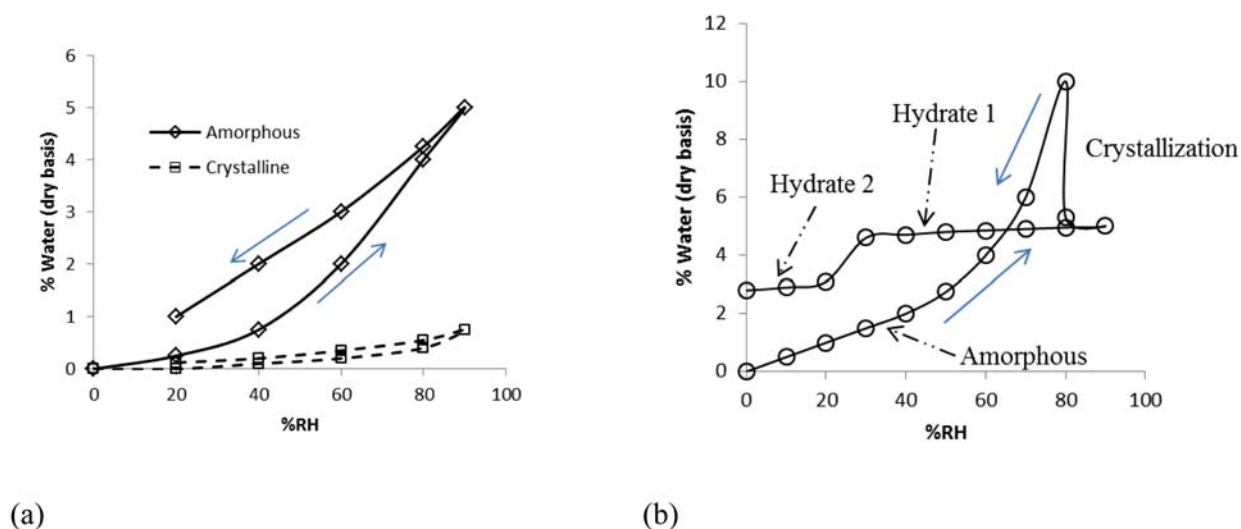 6
5
4
3
2
1
0
% Water (dry basis)
Amorphous
Crystalline
0 20 40 60 80 100
%RH
(a)
12
10
8
6
4
2
0
% Water (dry basis)
Hydrate 1
Hydrate 2
Crystallization
Amorphous
0 20 40 60 80 100
%RH
(b)